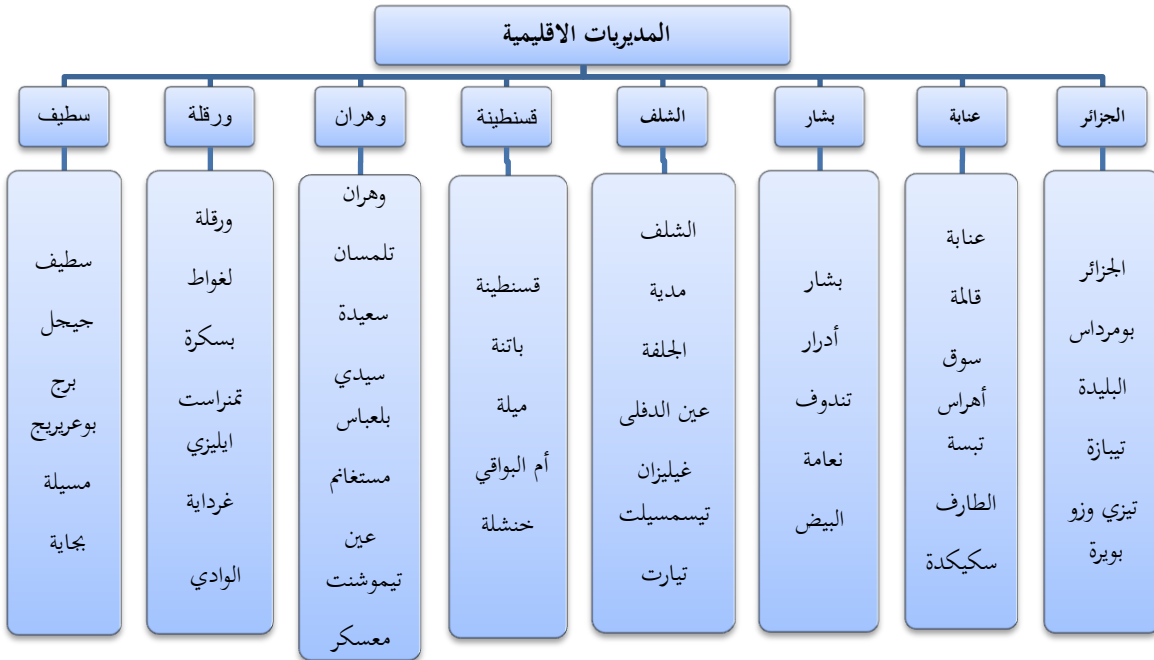 المديريات الاقليمية
الجزائر
عنابة
بشار
الشلف
قسنطينة
وهران
ورقلة
سطيف
الجزائر
بومرداس
البليدة
تيبازة
تيزي وزو
بويرة
عنابة
قالمة
سوق
أهراس
تبسة
الطارف
سكيكدة
بشار
أدرار
تندوف
نعامة
البيض
الشلف
مدية
الجلفة
عين الدفلى
غيليزان
تيسمسيلت
تيارت
قسنطينة
باتنة
ميلة
أم البواقي
خنشلة
وهران
تلمسان
سعيدة
سيدي
بلعباس
مستغانم
عين
تيموشنت
معسكر
ورقلة
لغواط
بسكرة
تمنراست
ايليزي
غرداية
الوادي
سطيف
جيجل
برج
بوعريريج
مسيلة
بجاية